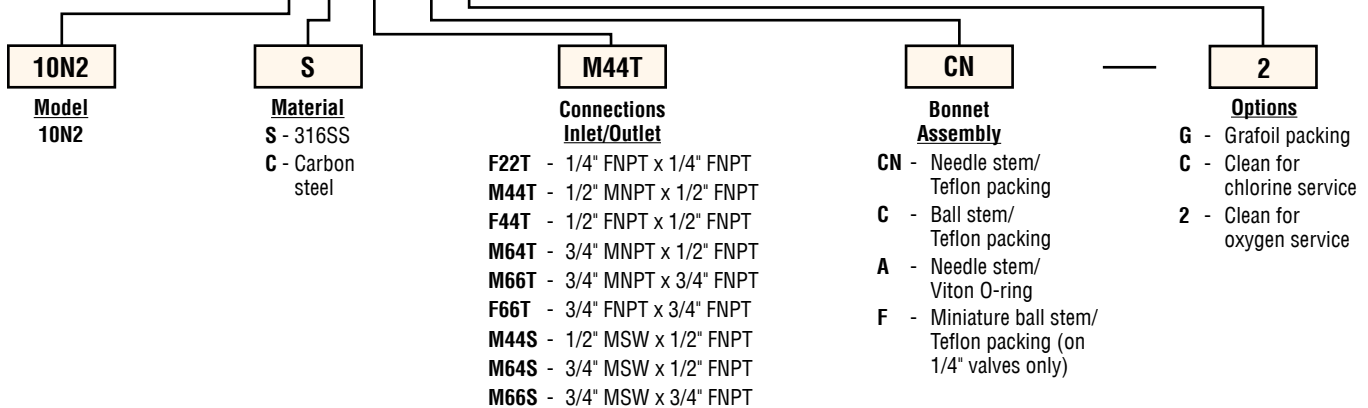 10N2
Model
10N2
S
Material
S - 316SS
C - Carbon
steel
M44T
Connections
Inlet/Outlet
F22T - 1/4" FNPT x 1/4" FNPT
M44T - 1/2" MNPT x 1/2" FNPT
F44T - 1/2" FNPT x 1/2" FNPT
M64T - 3/4" MNPT x 1/2" FNPT
M66T - 3/4" MNPT x 3/4" FNPT
F66T - 3/4" FNPT x 3/4" FNPT
M44S - 1/2" MSW x 1/2" FNPT
M64S - 3/4" MSW x 1/2" FNPT
M66S - 3/4" MSW x 3/4" FNPT
CN
Bonnet
Assembly
CN - Needle stem/
Teflon packing
C - Ball stem/
Teflon packing
A - Needle stem/
Viton O-ring
F - Miniature ball stem/
Teflon packing (on
1/4" valves only)
—
2
Options
G - Grafoil packing
C - Clean for
chlorine service
2 - Clean for
oxygen service